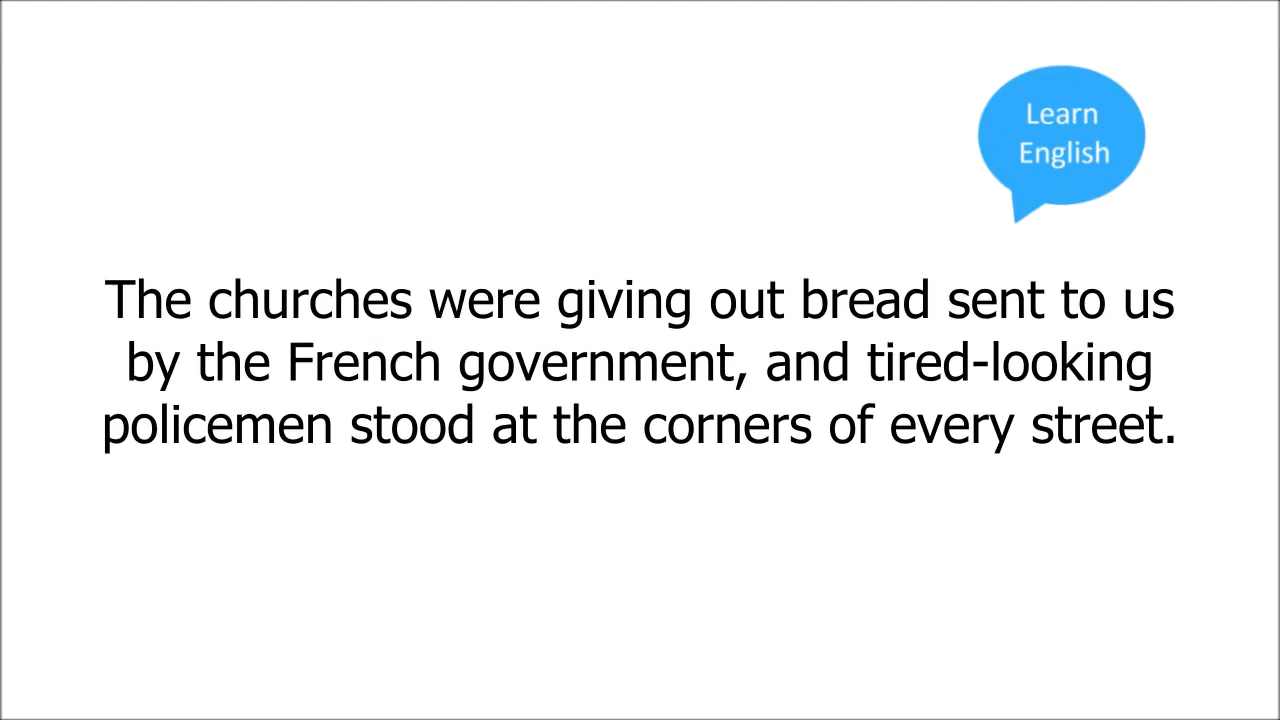 Learn
English
The churches were giving out bread sent to us
by the French government, and tired-looking
policemen stood at the corners of every street.